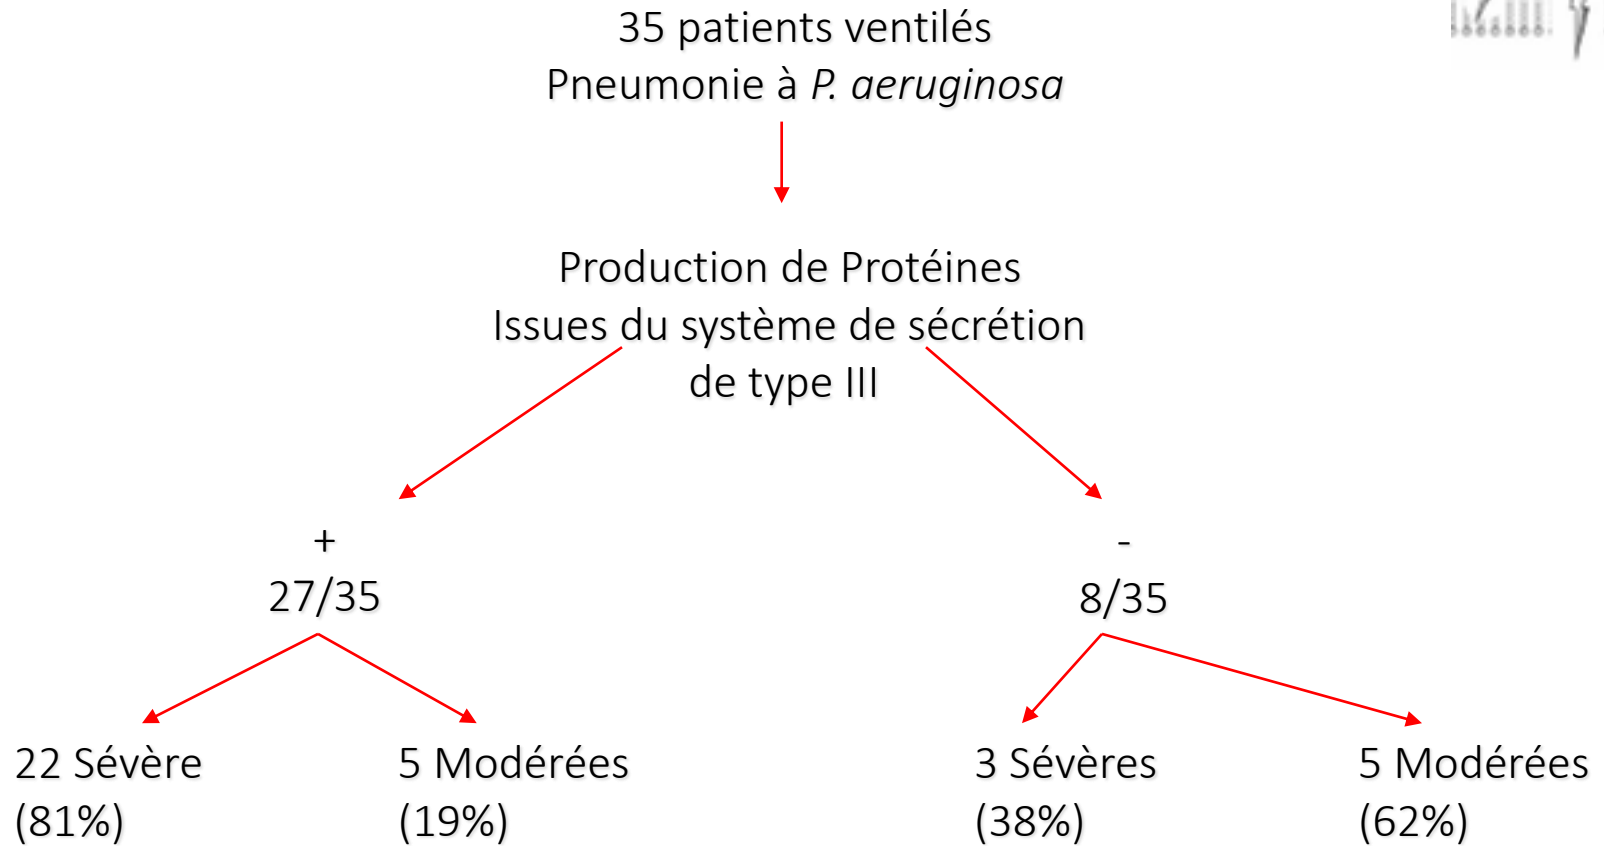 35 patients ventilés
Pneumonie à P. aeruginosa
Production de Protéines
Issues du système de sécrétion
de type III
+
-
27/35
8/35
22 Sévère
5 Modérées
3 Sévères
5 Modérées
(81%)
(19%)
(38%)
(62%)